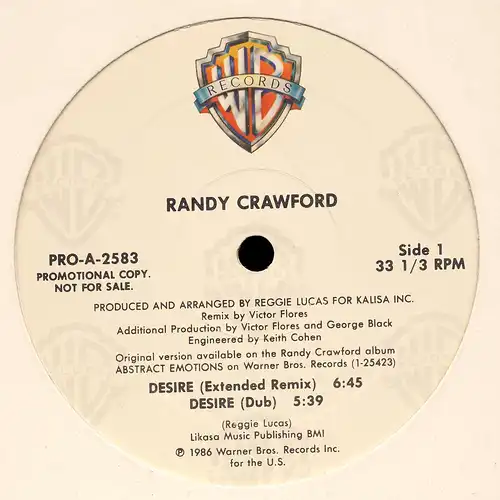 WB
RECORDS
RANDY CRAWFORD
PRO-A-2583
PROMOTIONAL COPY.
NOT FOR SALE.
Side 1
33 1/3 RPM
PRODUCED AND ARRANGED BY REGGIE LUCAS FOR KALISA INC.
Remix by Victor Flores
Additional Production by Victor Flores and George Black
Engineered by Keith Cohen
Original version available on the Randy Crawford album
ABSTRACT EMOTIONS on Warner Bros. Records (1-25423)
DESIRE (Extended Remix) 6:45
DESIRE (Dub) 5:39
(Reggie Lucas)
Likasa Music Publishing BMI
℗ 1986 Warner Bros. Records Inc.
for the U.S.